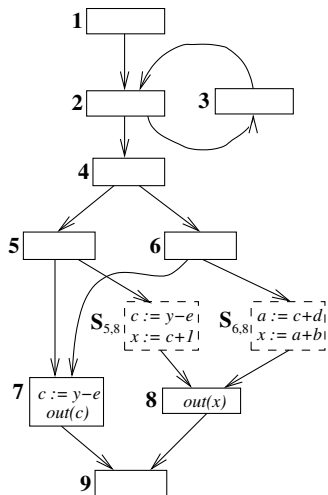 1
2
3
4
5
6
S5,8
c := y−e
x := c+1
S6,8
a := c+d
x := a+b
7
c := y−e
out(c)
8
out(x)
9